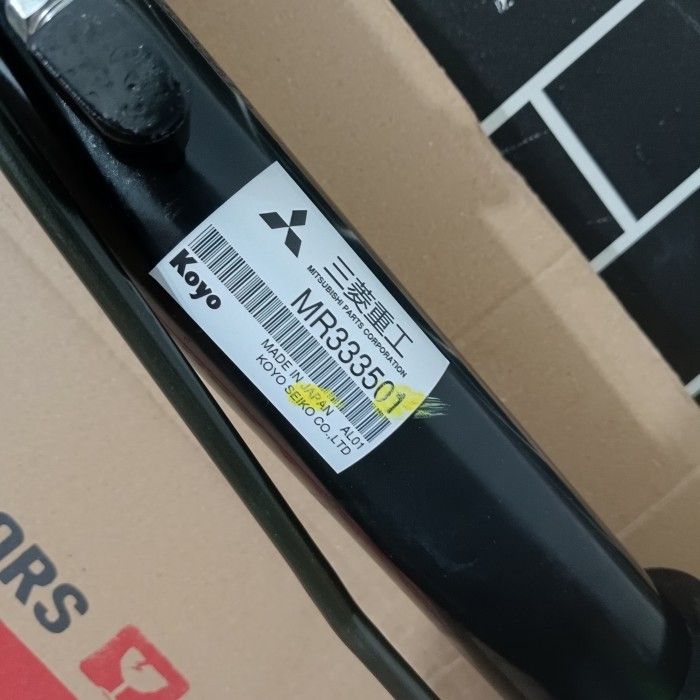 三菱重工
MITSUBISHI PARTS CORPORATION
MR333501
Koyo
MADE IN JAPAN AL01
KOYO SEIKO CO.,LTD
ORS